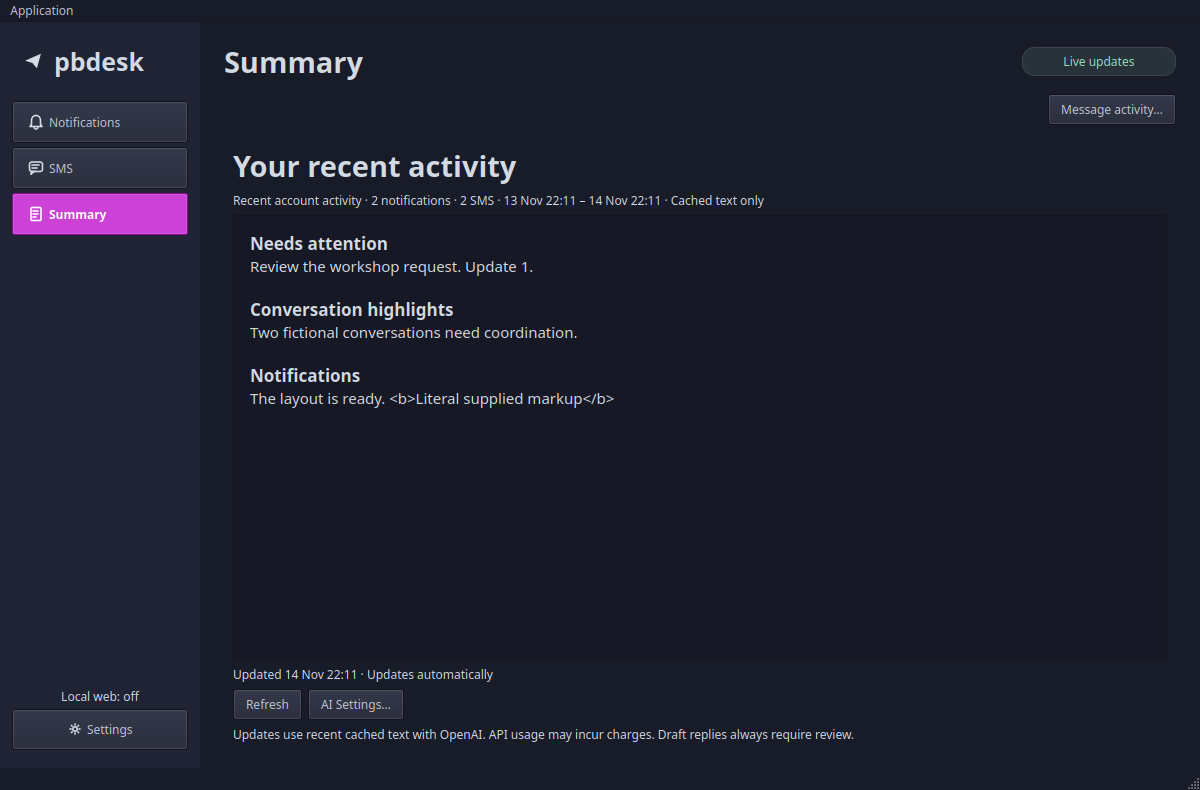 Application
pbdesk
Notifications
SMS
Summary
Local web: off
Settings
Summary
Live updates
Message activity...
Your recent activity
Recent account activity · 2 notifications · 2 SMS · 13 Nov 22:11 – 14 Nov 22:11 · Cached text only
Needs attention
Review the workshop request. Update 1.
Conversation highlights
Two fictional conversations need coordination.
Notifications
The layout is ready. <b>Literal supplied markup</b>
Updated 14 Nov 22:11 · Updates automatically
Refresh
AI Settings...
Updates use recent cached text with OpenAI. API usage may incur charges. Draft replies always require review.